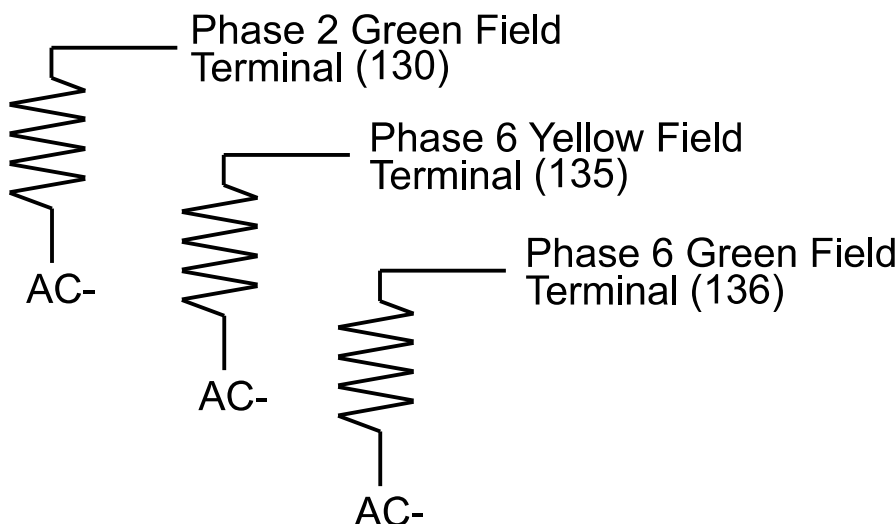 Phase 2 Green Field
Terminal (130)
AC-
Phase 6 Yellow Field
Terminal (135)
AC-
Phase 6 Green Field
Terminal (136)
AC-